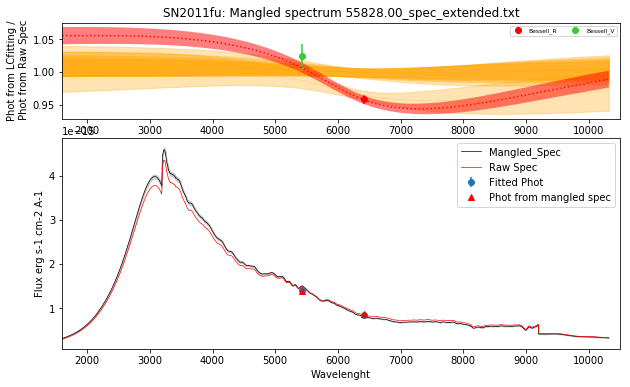 SN2011fu: Mangled spectrum 55828.00_spec_extended.txt
Phot from LCfitting /
Phot from Raw Spec
1.05
1.00
0.95
Bessell_R
Bessell_V
2000 3000 4000 5000 6000 7000 8000 9000 10000
1e−15
Flux erg s-1 cm-2 A-1
4
3
2
1
Mangled_Spec
Raw Spec
Fitted Phot
Phot from mangled spec
2000 3000 4000 5000 6000 7000 8000 9000 10000
Wavelenght